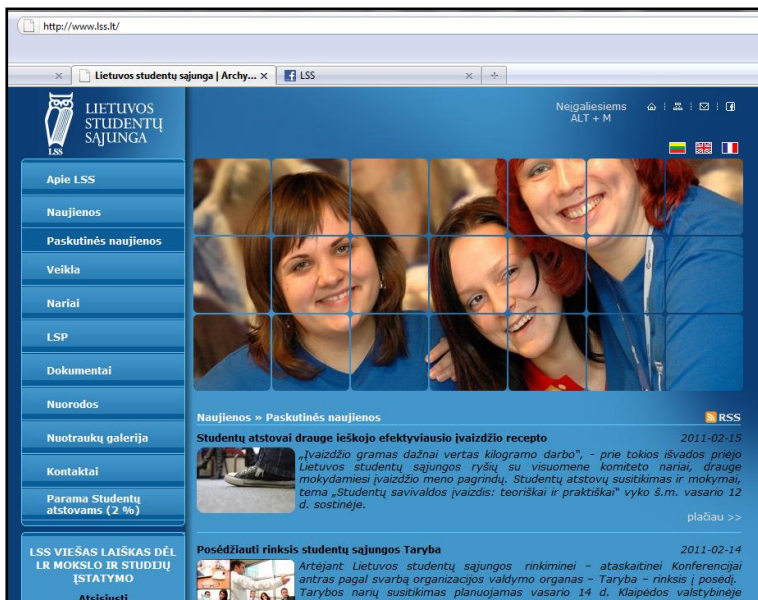 http://www.lss.lt/
Lietuvos studentų sąjunga | Archy...
LSS
LIETUVOS
STUDENTŲ
SĄJUNGA
LSS
Neįgaliesiems
ALT + M
Apie LSS
Naujienos
Paskutinės naujienos
Veikla
Nariai
LSP
Dokumentai
Nuorodos
Nuotraukų galerija
Kontaktai
Parama Studentų
atstovams (2 %)
LSS VIEŠAS LAIŠKAS DĖL
LR MOKSLO IR STUDIJŲ
ĮSTATYMO
Atsisiųsti
Naujienos » Paskutinės naujienos
RSS
Studentų atstovai drauge ieškojo efektyviausio įvaizdžio recepto 2011-02-15
„Įvaizdžio gramas dažnai vertas kilogramo darbo“, - prie tokios išvados priėjo
Lietuvos studentų sąjungos ryšių su visuomene komiteto nariai, drauge
mokydamiesi įvaizdžio meno pagrindų. Studentų atstovų susitikimas ir mokymai,
tema „Studentų savivaldos įvaizdis: teoriškai ir praktiškai“ vyko š.m. vasario 12
d. sostinėje.
plačiau >>
Posėdžiauti rinksis studentų sąjungos Taryba 2011-02-14
Artėjant Lietuvos studentų sąjungos rinkiminei – ataskaitinei Konferencijai
antras pagal svarbą organizacijos valdymo organas – Taryba – rinksis į posėdį.
Tarybos narių susitikimas planuojamas vasario 14 d. Klaipėdos valstybinėje